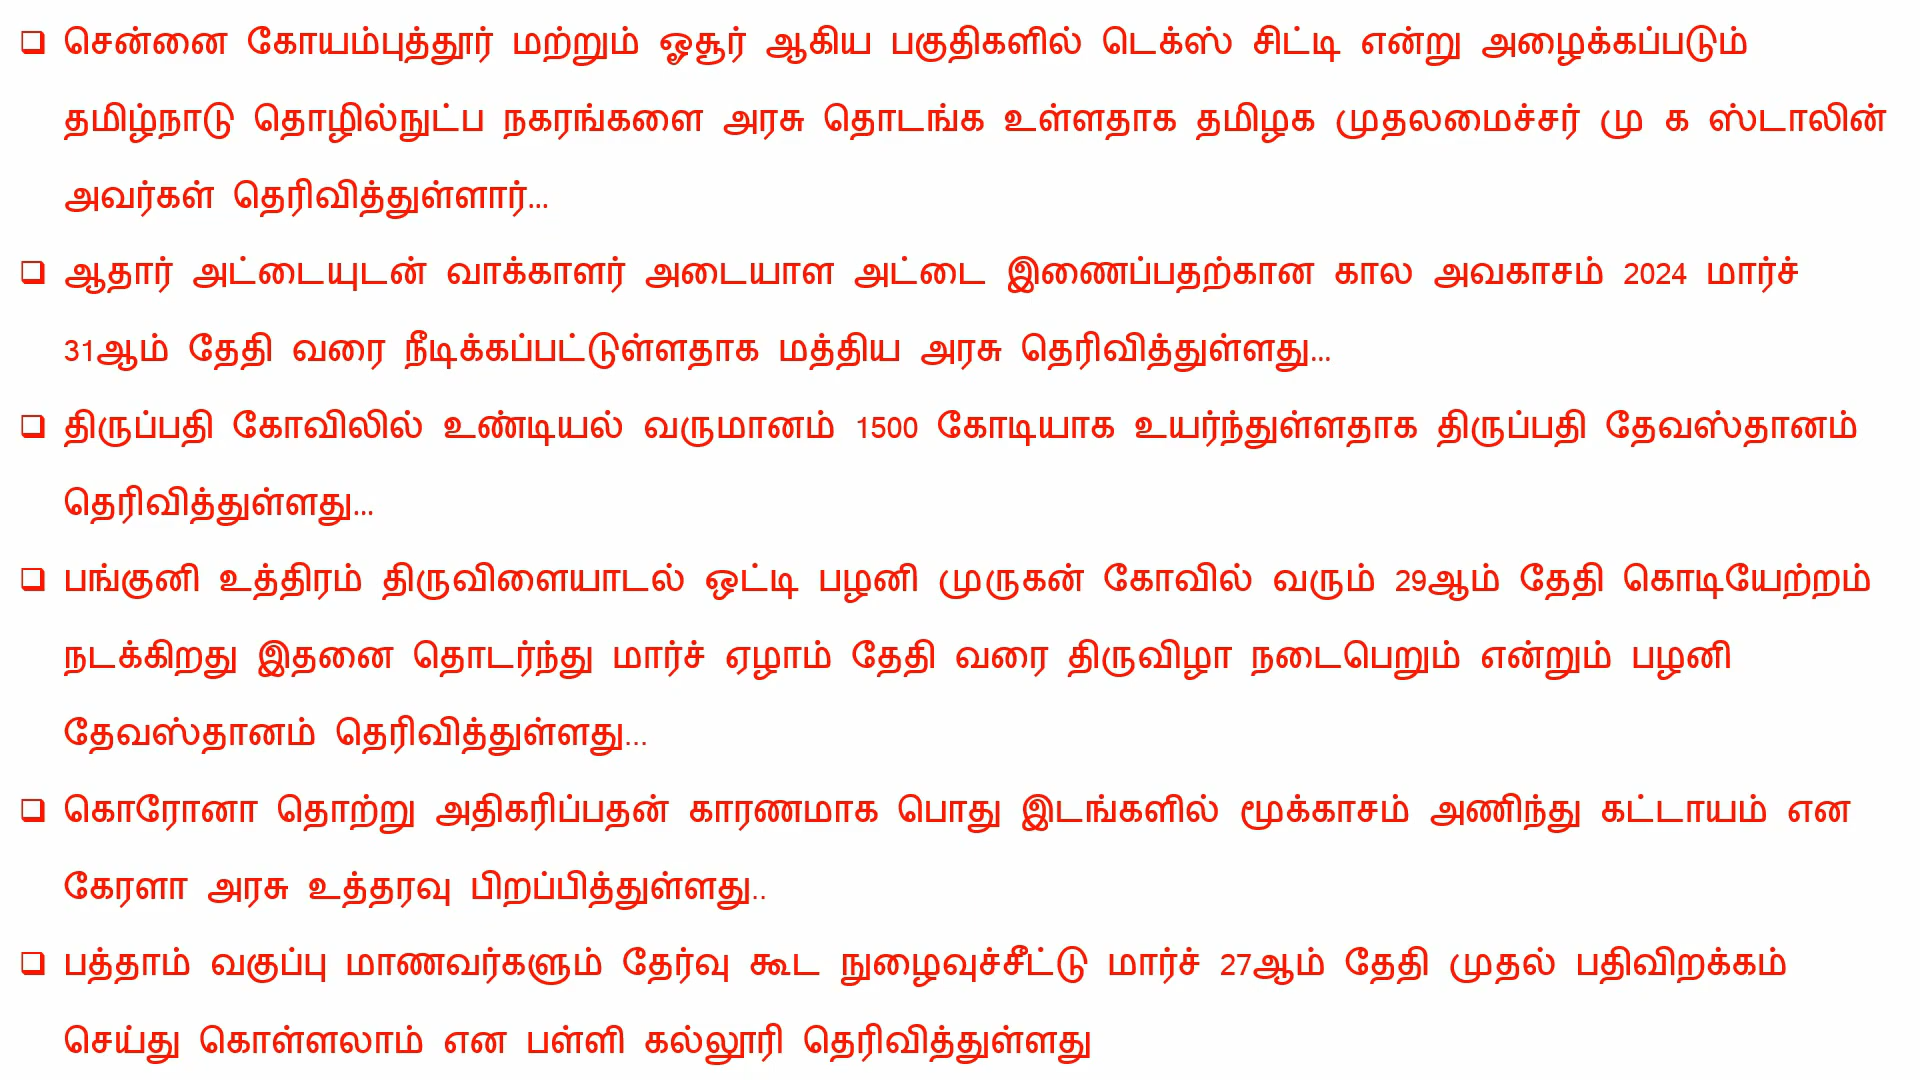 ❑ சென்னை கோயம்புத்தூர் மற்றும் ஓசூர் ஆகிய பகுதிகளில் டெக்ஸ் சிட்டி என்று அழைக்கப்படும்
தமிழ்நாடு தொழில்நுட்ப நகரங்களை அரசு தொடங்க உள்ளதாக தமிழக முதலமைச்சர் மு க ஸ்டாலின்
அவர்கள் தெரிவித்துள்ளார்...
❑ ஆதார் அட்டையுடன் வாக்காளர் அடையாள அட்டை இணைப்பதற்கான கால அவகாசம் 2024 மார்ச்
31ஆம் தேதி வரை நீடிக்கப்பட்டுள்ளதாக மத்திய அரசு தெரிவித்துள்ளது...
❑ திருப்பதி கோவிலில் உண்டியல் வருமானம் 1500 கோடியாக உயர்ந்துள்ளதாக திருப்பதி தேவஸ்தானம்
தெரிவித்துள்ளது...
❑ பங்குனி உத்திரம் திருவிளையாடல் ஒட்டி பழனி முருகன் கோவில் வரும் 29ஆம் தேதி கொடியேற்றம்
நடக்கிறது இதனை தொடர்ந்து மார்ச் ஏழாம் தேதி வரை திருவிழா நடைபெறும் என்றும் பழனி
தேவஸ்தானம் தெரிவித்துள்ளது...
❑ கொரோனா தொற்று அதிகரிப்பதன் காரணமாக பொது இடங்களில் மூக்காசம் அணிந்து கட்டாயம் என
கேரளா அரசு உத்தரவு பிறப்பித்துள்ளது..
❑ பத்தாம் வகுப்பு மாணவர்களும் தேர்வு கூட நுழைவுச்சீட்டு மார்ச் 27ஆம் தேதி முதல் பதிவிறக்கம்
செய்து கொள்ளலாம் என பள்ளி கல்லூரி தெரிவித்துள்ளது